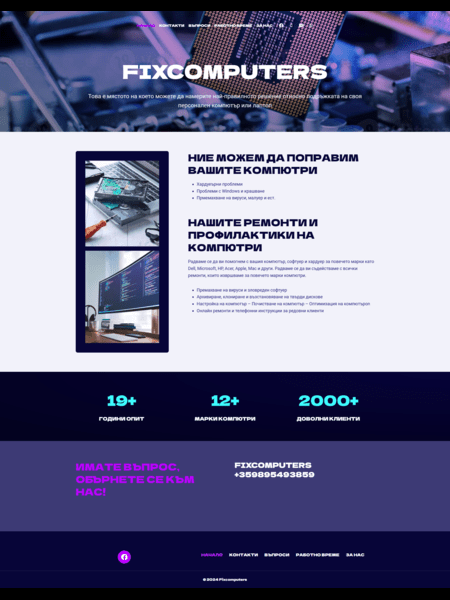 НАЧАЛО КОНТАКТИ ВЪПРОСИ РАБОТНО ВРЕМЕ ЗА НАС
FIXCOMPUTERS
Това е мястото на което можете да намерите най-правилното решение относно поддръжката на своя
персонален компютър или лаптоп
НИЕ МОЖЕМ ДА ПОПРАВИМ
ВАШИТЕ КОМПЮТРИ
Хардуерни проблеми
Проблеми с Windows и крашване
Премахване на вируси, малуер и ест.
НАШИТЕ РЕМОНТИ И
ПРОФИЛАКТИКИ НА
КОМПЮТРИ
Радваме се да ви помогнем с вашия компютър, софтуер и хардуер за повечето марки като
Dell, Microsoft, HP, Acer, Apple, Mac и други. Радваме се да ви съдействаме с всички
ремонти, които извършваме за повечето марки компютри.
Премахване на вируси и зловреден софтуер
Архивиране, клониране и възстановяване на твърди дискове
Настройка на компютър – Почистване на компютър – Оптимизация на компютърот
Онлайн ремонти и телефонни инструкции за редовни клиенти
19+ 12+ 2000+
ГОДИНИ ОПИТ МАРКИ КОМПЮТРИ ДОВОЛНИ КЛИЕНТИ
ИМАТЕ ВЪПРОС,
ОБЪРНЕТЕ СЕ КЪМ
НАС!
FIXCOMPUTERS
+359895493859
НАЧАЛО КОНТАКТИ ВЪПРОСИ РАБОТНО ВРЕМЕ ЗА НАС
© 2024 Fixcomputers